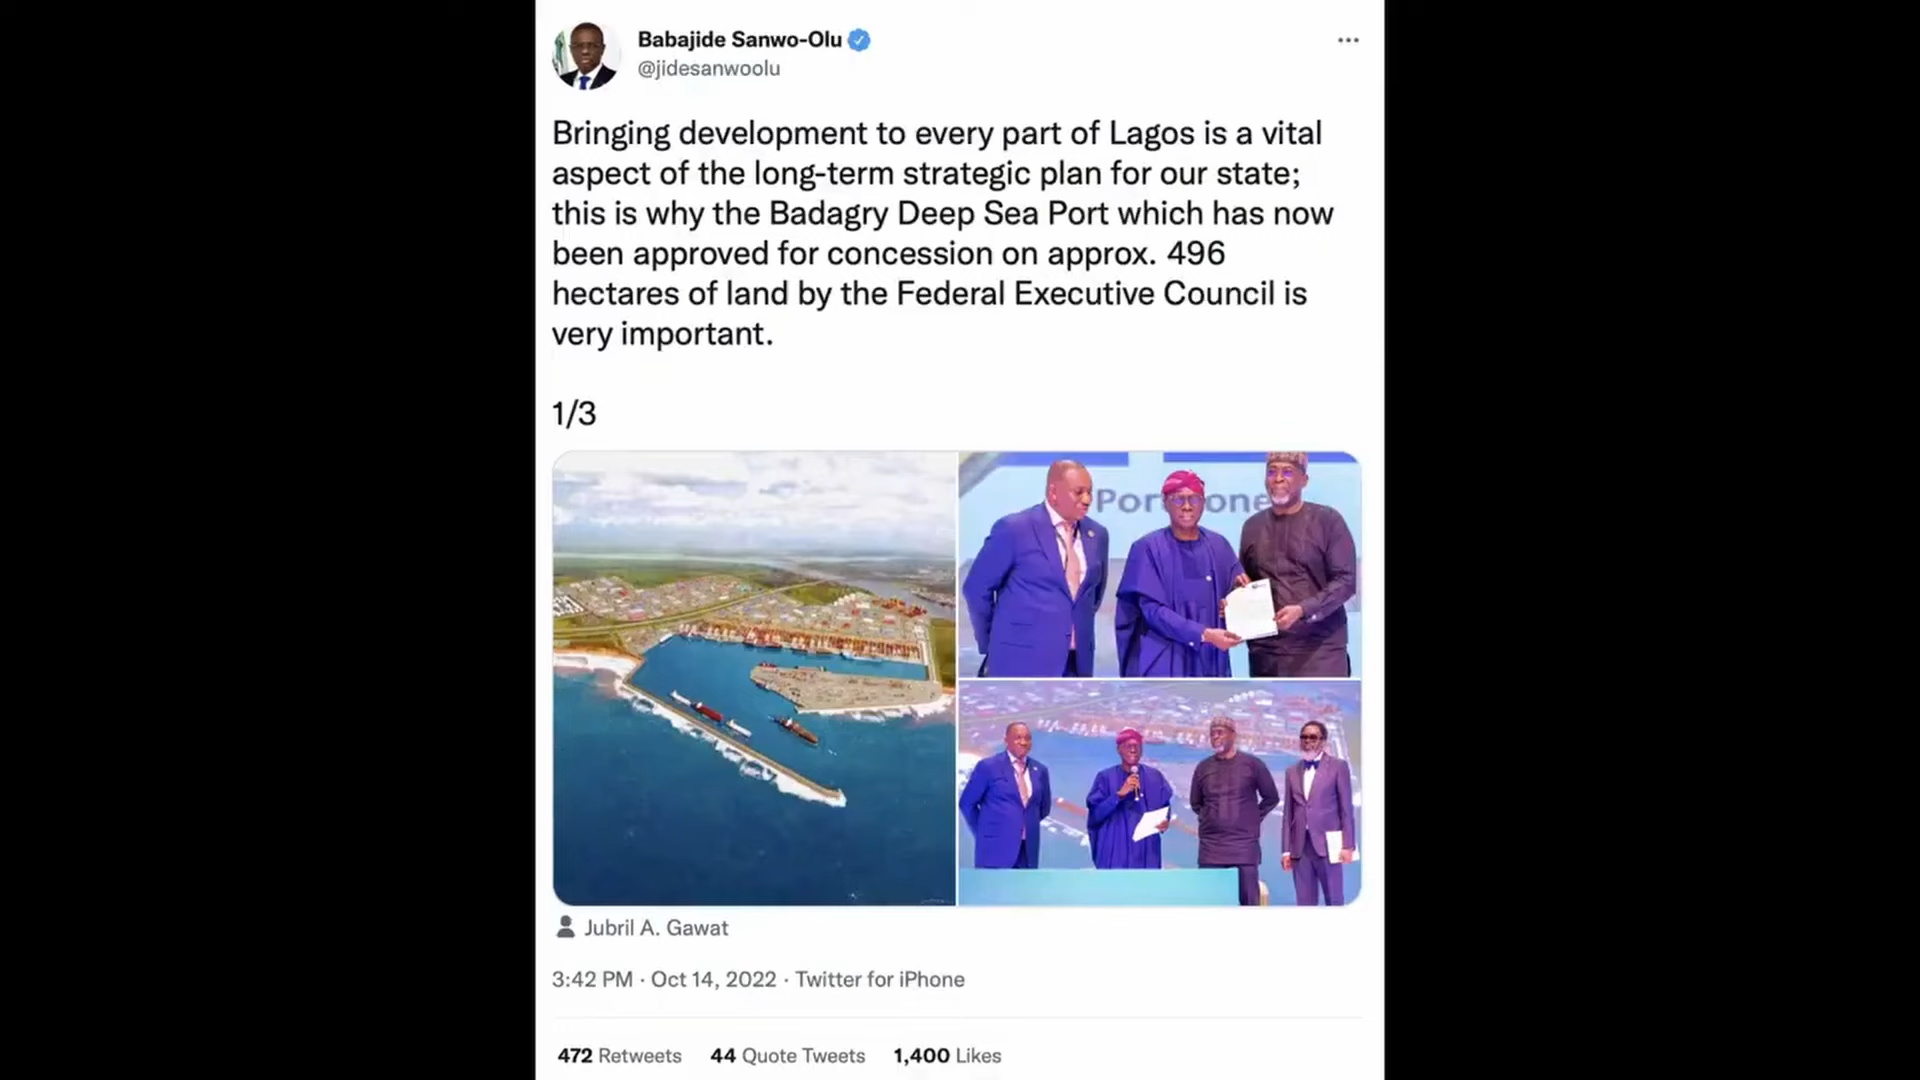 Babajide Sanwo-Olu
@jidesanwoolu
Bringing development to every part of Lagos is a vital
aspect of the long-term strategic plan for our state;
this is why the Badagry Deep Sea Port which has now
been approved for concession on approx. 496
hectares of land by the Federal Executive Council is
very important.
1/3
Jubril A. Gawat
3:42 PM · Oct 14, 2022 · Twitter for iPhone
472 Retweets 44 Quote Tweets 1,400 Likes